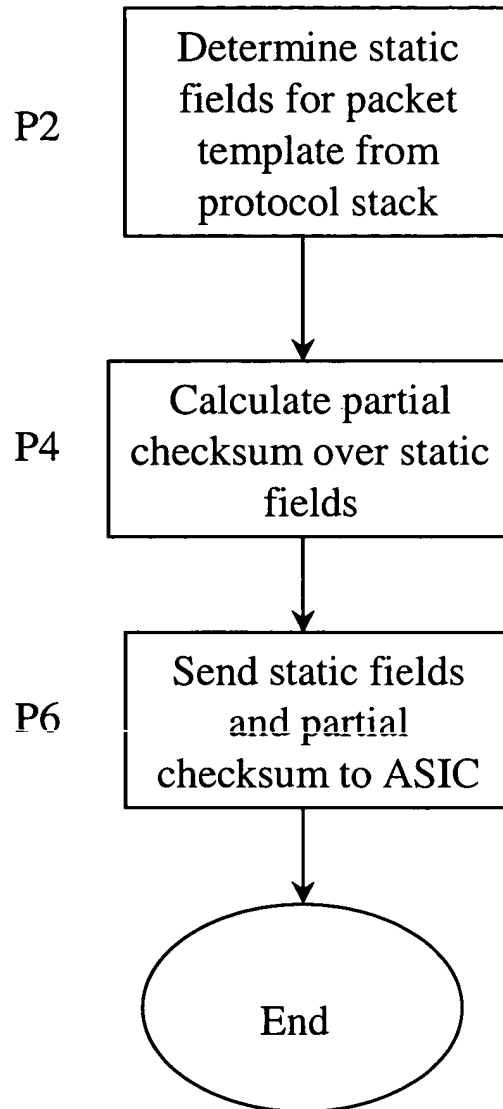 P2
Determine static
fields for packet
template from
protocol stack
P4
Calculate partial
checksum over static
fields
P6
Send static fields
and partial
checksum to ASIC
End